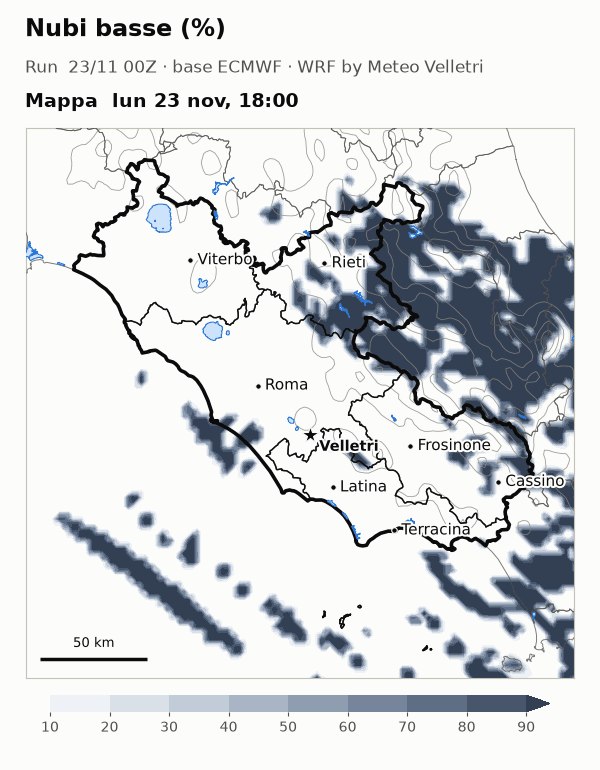 Nubi basse (%)
Run  23/11 00Z · base ECMWF · WRF by Meteo Velletri
Mappa  lun 23 nov, 18:00
Viterbo
Rieti
Roma
Velletri
Frosinone
Cassino
Latina
Terracina
50 km
10 20 30 40 50 60 70 80 90